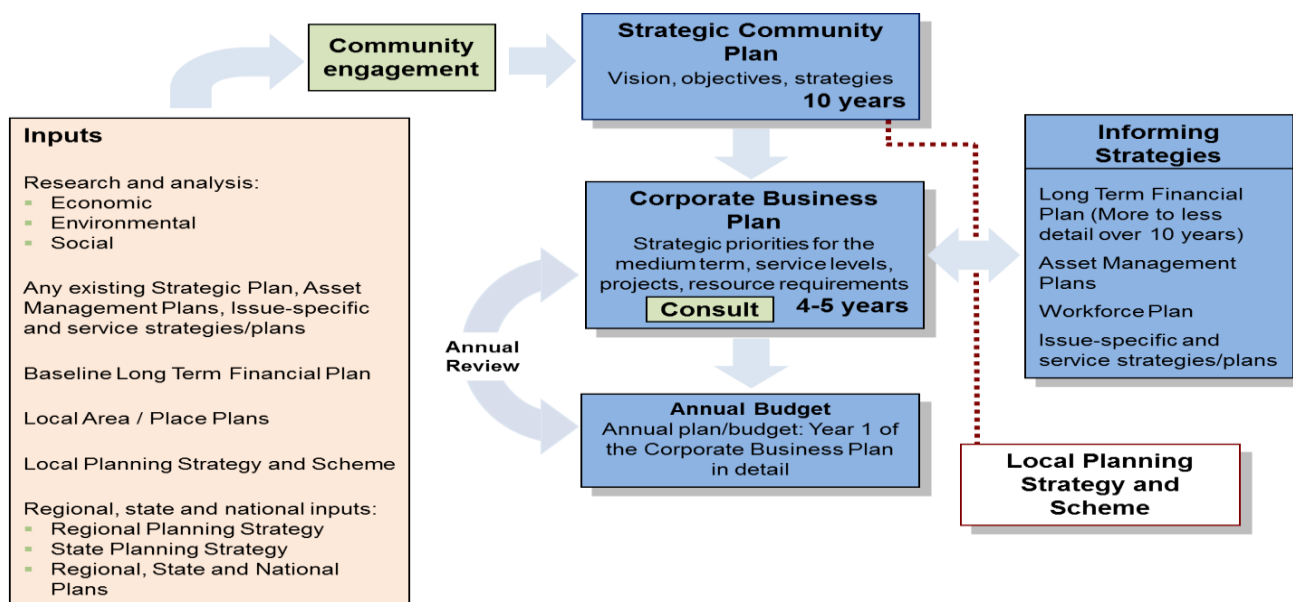 Community
engagement
Strategic Community
Plan
Vision, objectives, strategies
10 years
Inputs
Research and analysis:
▪ Economic
▪ Environmental
▪ Social
Any existing Strategic Plan, Asset
Management Plans, Issue-specific
and service strategies/plans
Baseline Long Term Financial Plan
Local Area / Place Plans
Local Planning Strategy and Scheme
Regional, state and national inputs:
▪ Regional Planning Strategy
▪ State Planning Strategy
▪ Regional, State and National
Plans
Corporate Business
Plan
Strategic priorities for the
medium term, service levels,
projects, resource requirements
Consult 4-5 years
Annual
Review
Annual Budget
Annual plan/budget: Year 1 of
the Corporate Business Plan
in detail
Informing
Strategies
Long Term Financial
Plan (More to less
detail over 10 years)
Asset Management
Plans
Workforce Plan
Issue-specific and
service strategies/plans
Local Planning
Strategy and
Scheme